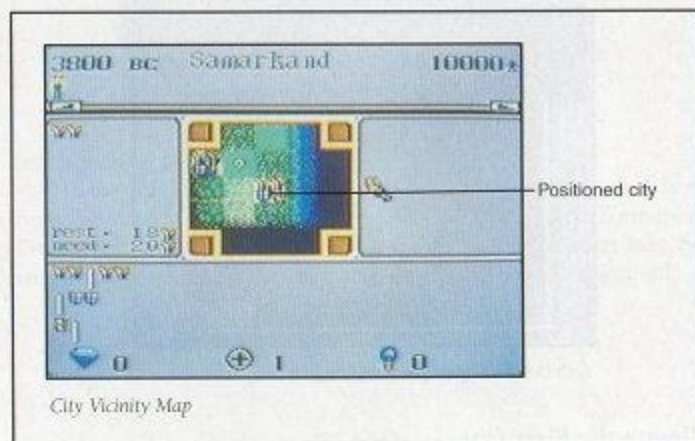 3800 BC Samarkand 10000
rest. 18
need. 20
Positioned city
0 1 0
City Vicinity Map